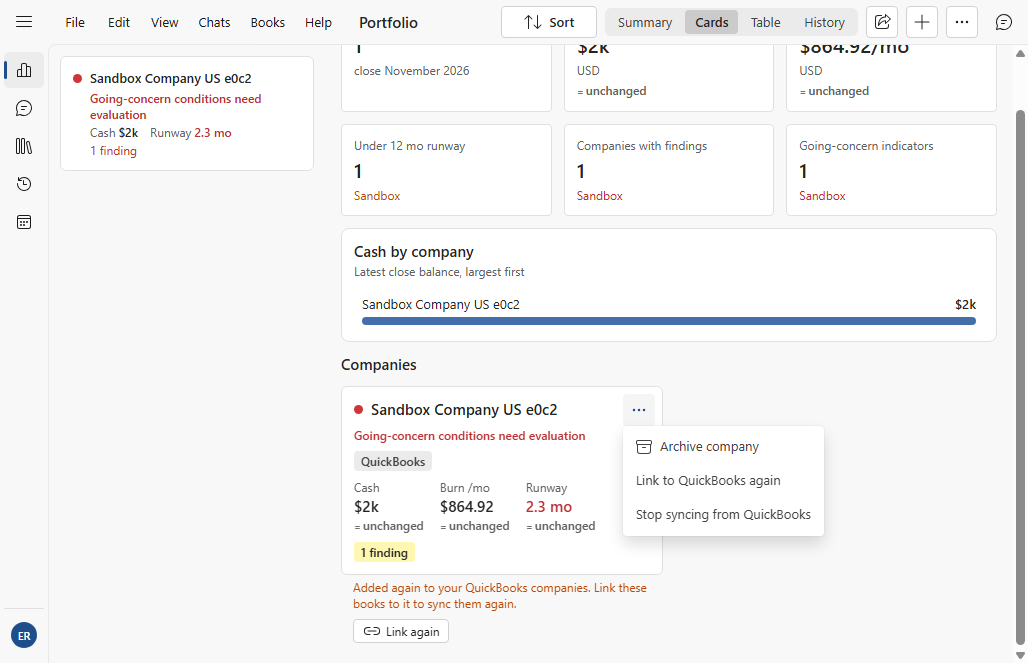 File Edit View Chats Books Help Portfolio Sort Summary Cards Table History
Sandbox Company US e0c2
Going-concern conditions need
evaluation
Cash $2k Runway 2.3 mo
1 finding
1 $2k $864.92/mo
close November 2026 USD USD
= unchanged = unchanged
Under 12 mo runway Companies with findings Going-concern indicators
1 1 1
Sandbox Sandbox Sandbox
Cash by company
Latest close balance, largest first
Sandbox Company US e0c2 $2k
Companies
Sandbox Company US e0c2 ...
Going-concern conditions need evaluation
QuickBooks
Cash Burn /mo Runway
$2k $864.92 2.3 mo
= unchanged = unchanged = unchanged
1 finding
Archive company
Link to QuickBooks again
Stop syncing from QuickBooks
Added again to your QuickBooks companies. Link these
books to it to sync them again.
Link again
ER